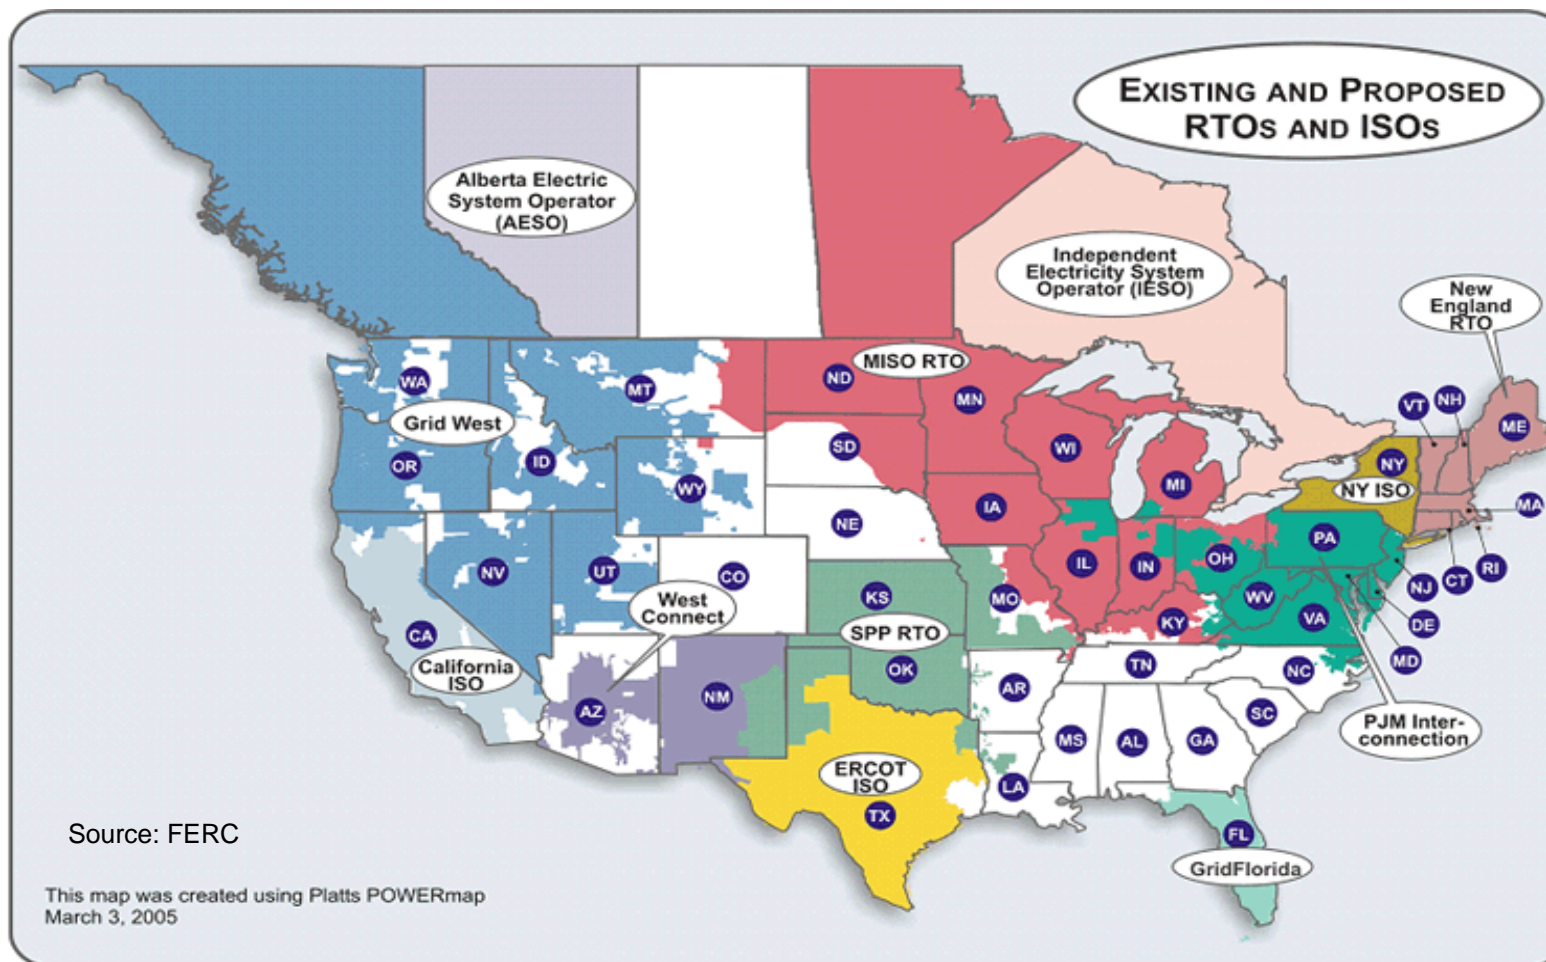 EXISTING AND PROPOSED
RTOS AND ISOS
Alberta Electric
System Operator
(AESO)
Independent
Electricity System
Operator (IESO)
New
England
RTO
MISO RTO
WA
MT
ND
MN
VT
NH
ME
Grid West
OR
ID
WY
SD
WI
MI
NY
NY ISO
MA
IA
NE
PA
NV
UT
CO
KS
MO
IL
IN
OH
WV
VA
NJ
CT
RI
DE
MD
West
Connect
SPP RTO
KY
CA
California
ISO
AZ
NM
OK
AR
TN
NC
SC
MS
AL
GA
PJM Inter-
connection
ERCOT
ISO
TX
LA
FL
GridFlorida
Source: FERC
This map was created using Platts POWERmap
March 3, 2005